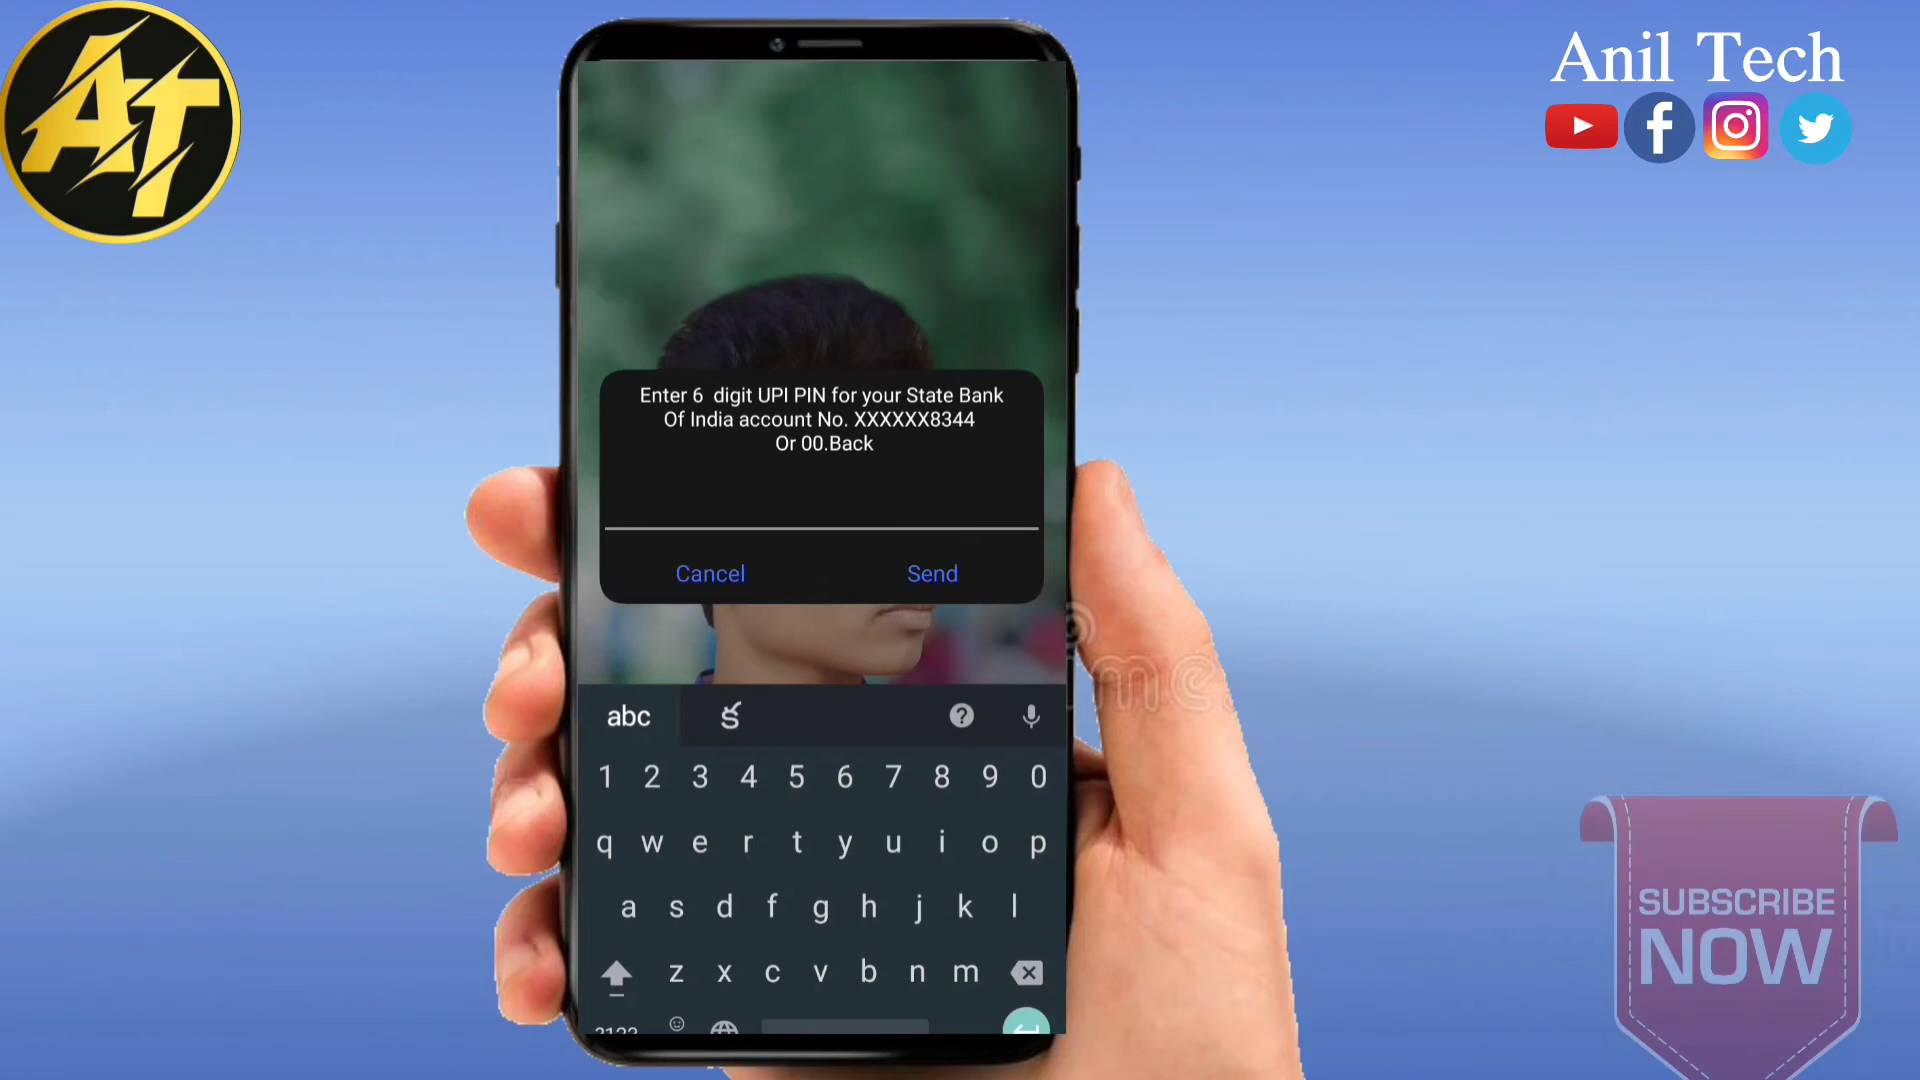 AT
Anil Tech
Enter 6  digit UPI PIN for your State Bank
Of India account No. XXXXXX8344
Or 00.Back
Cancel
Send
abc
క
?
1 2 3 4 5 6 7 8 9 0
q w e r t y u i o p
a s d f g h j k l
z x c v b n m
SUBSCRIBE
NOW